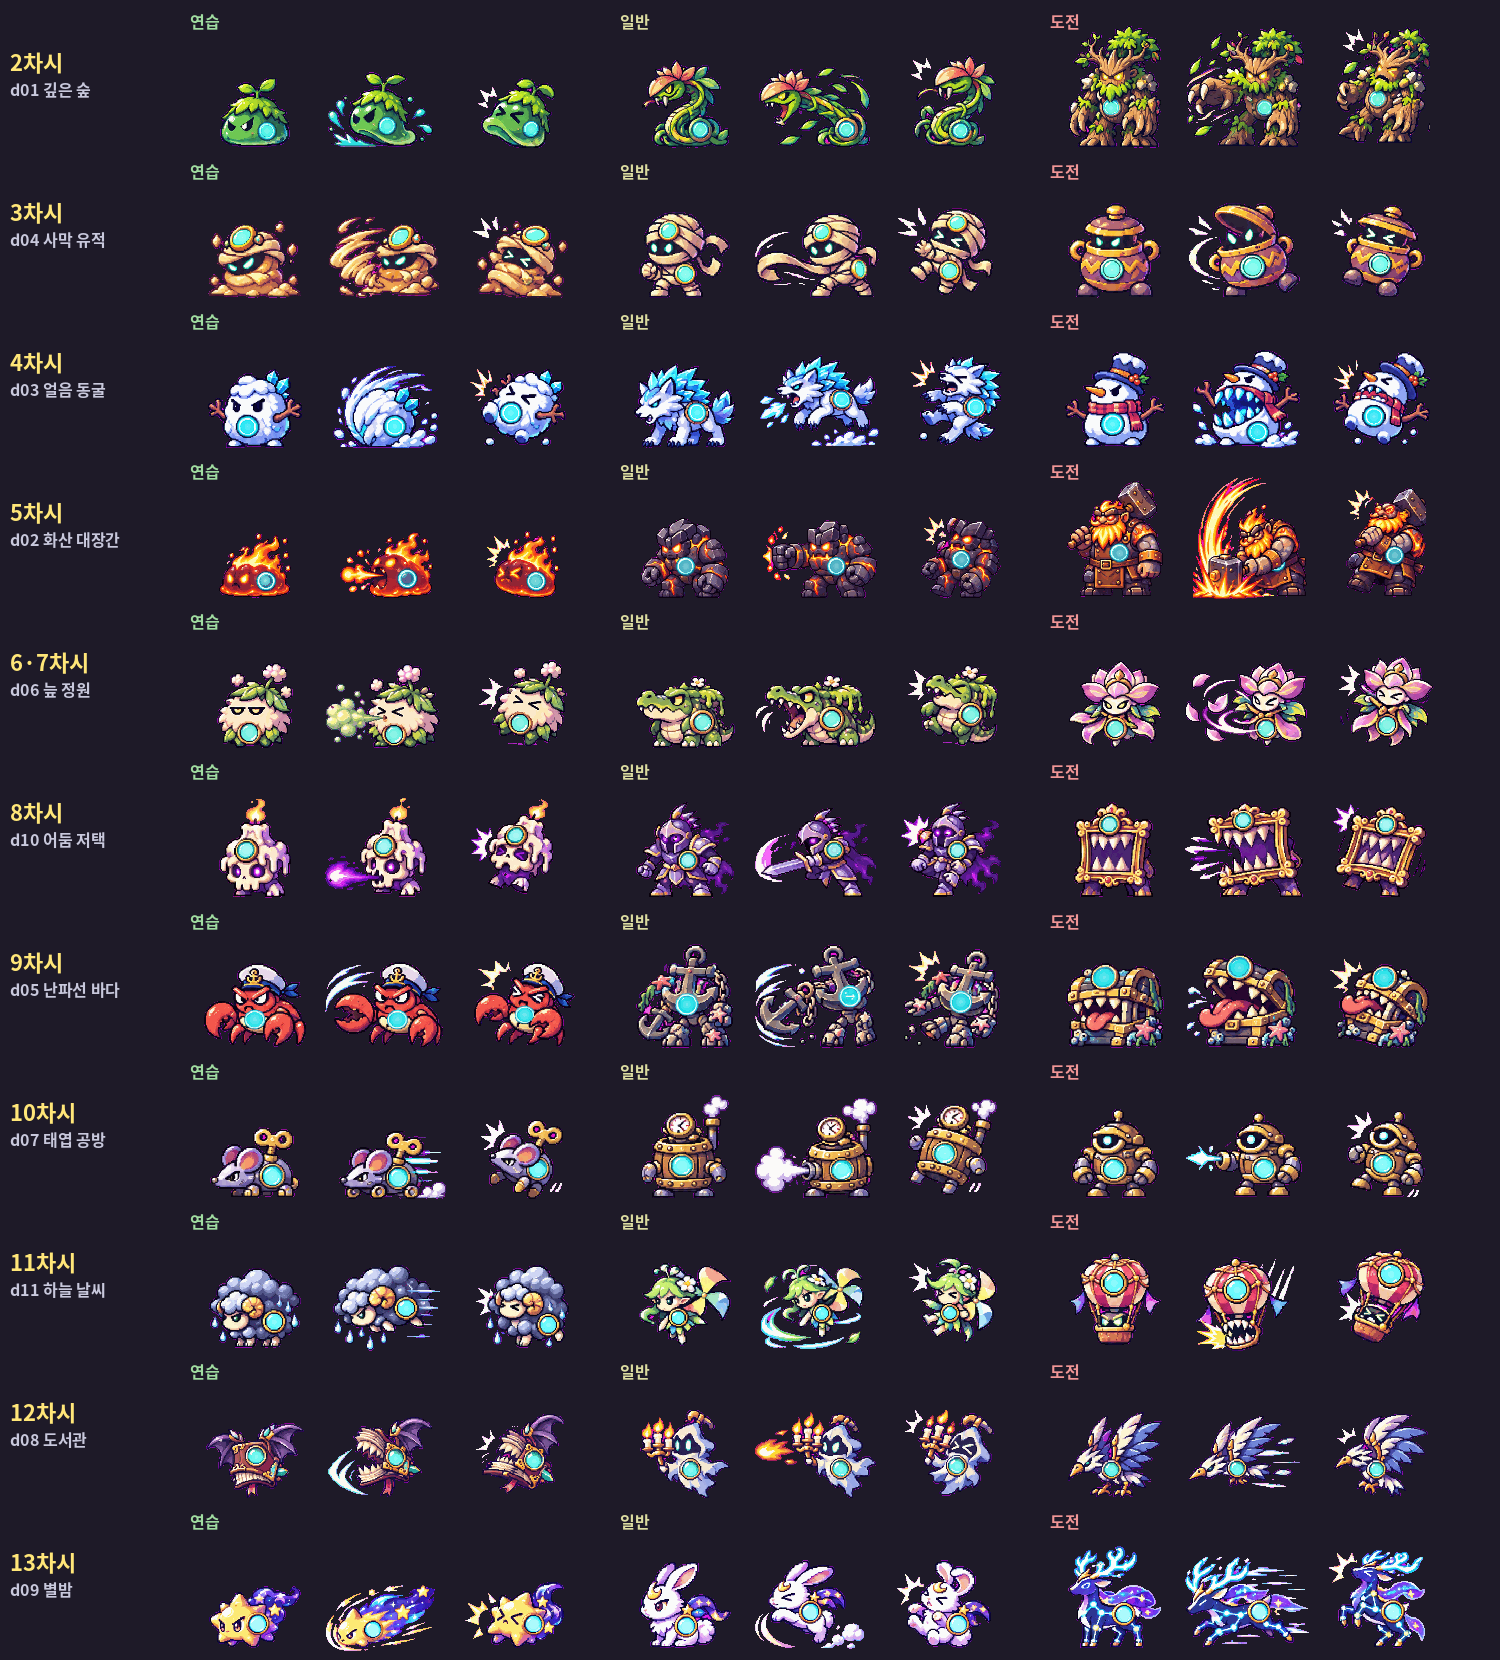 연습 일반 도전
2차시
d01 깊은 숲
연습 일반 도전
3차시
d04 사막 유적
연습 일반 도전
4차시
d03 얼음 동굴
연습 일반 도전
5차시
d02 화산 대장간
연습 일반 도전
6·7차시
d06 늪 정원
연습 일반 도전
8차시
d10 어둠 저택
연습 일반 도전
9차시
d05 난파선 바다
연습 일반 도전
10차시
d07 태엽 공방
연습 일반 도전
11차시
d11 하늘 날씨
연습 일반 도전
12차시
d08 도서관
연습 일반 도전
13차시
d09 별밤